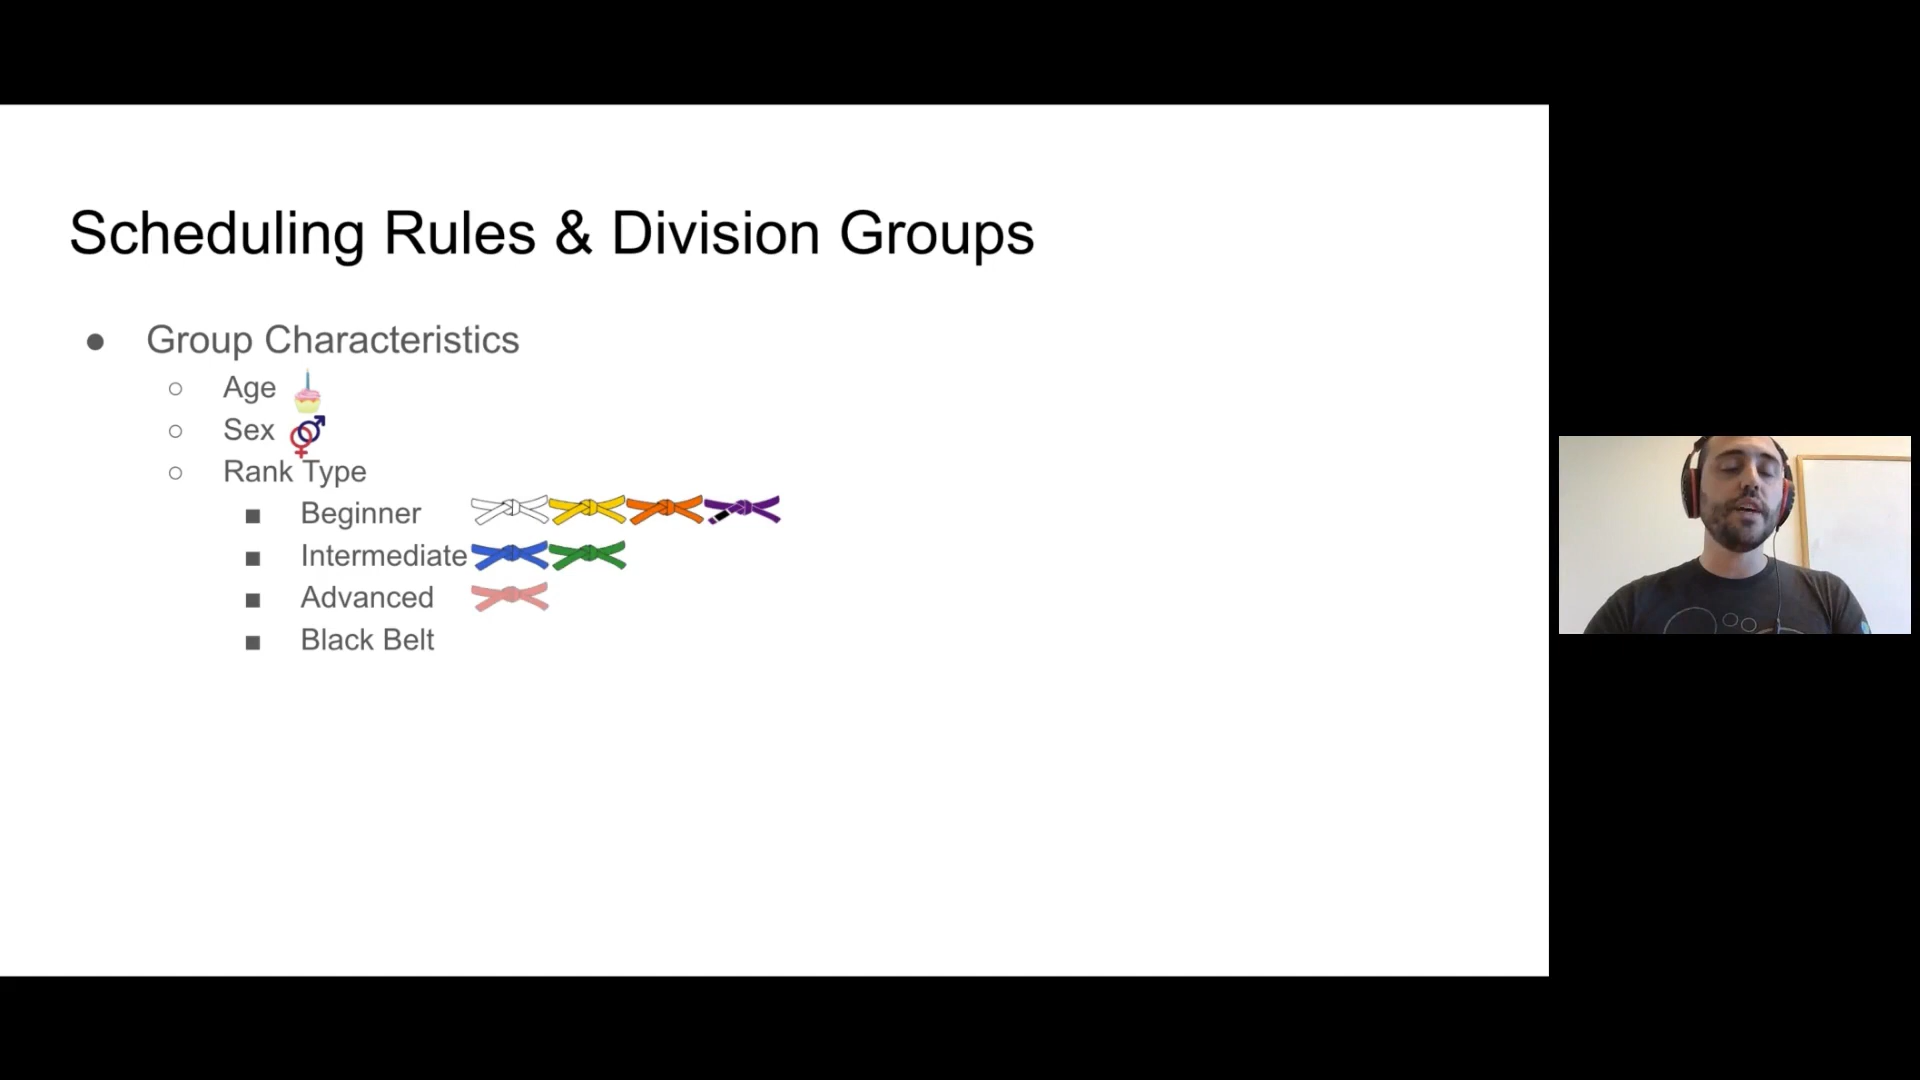 Scheduling Rules & Division Groups
● Group Characteristics
○ Age
○ Sex
○ Rank Type
■ Beginner
■ Intermediate
■ Advanced
■ Black Belt